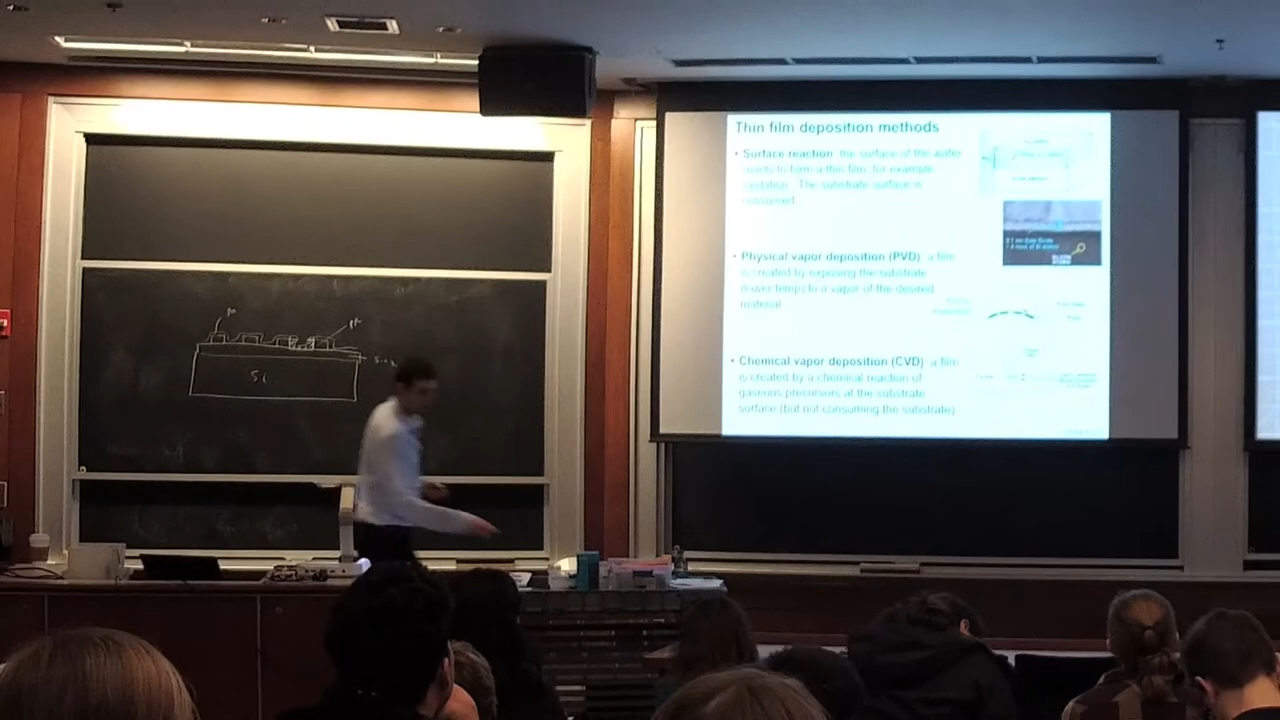 PR
PR
SiO2
Si
Thin film deposition methods
• Surface reaction: the surface of the wafer
reacts to form a thin film, for example
oxidation. The substrate surface is
consumed.
• Physical vapor deposition (PVD): a film
is created by exposing the substrate
(lower temp) to a vapor of the desired
material.
• Chemical vapor deposition (CVD): a film
is created by a chemical reaction of
gaseous precursors at the substrate
surface (but not consuming the substrate)